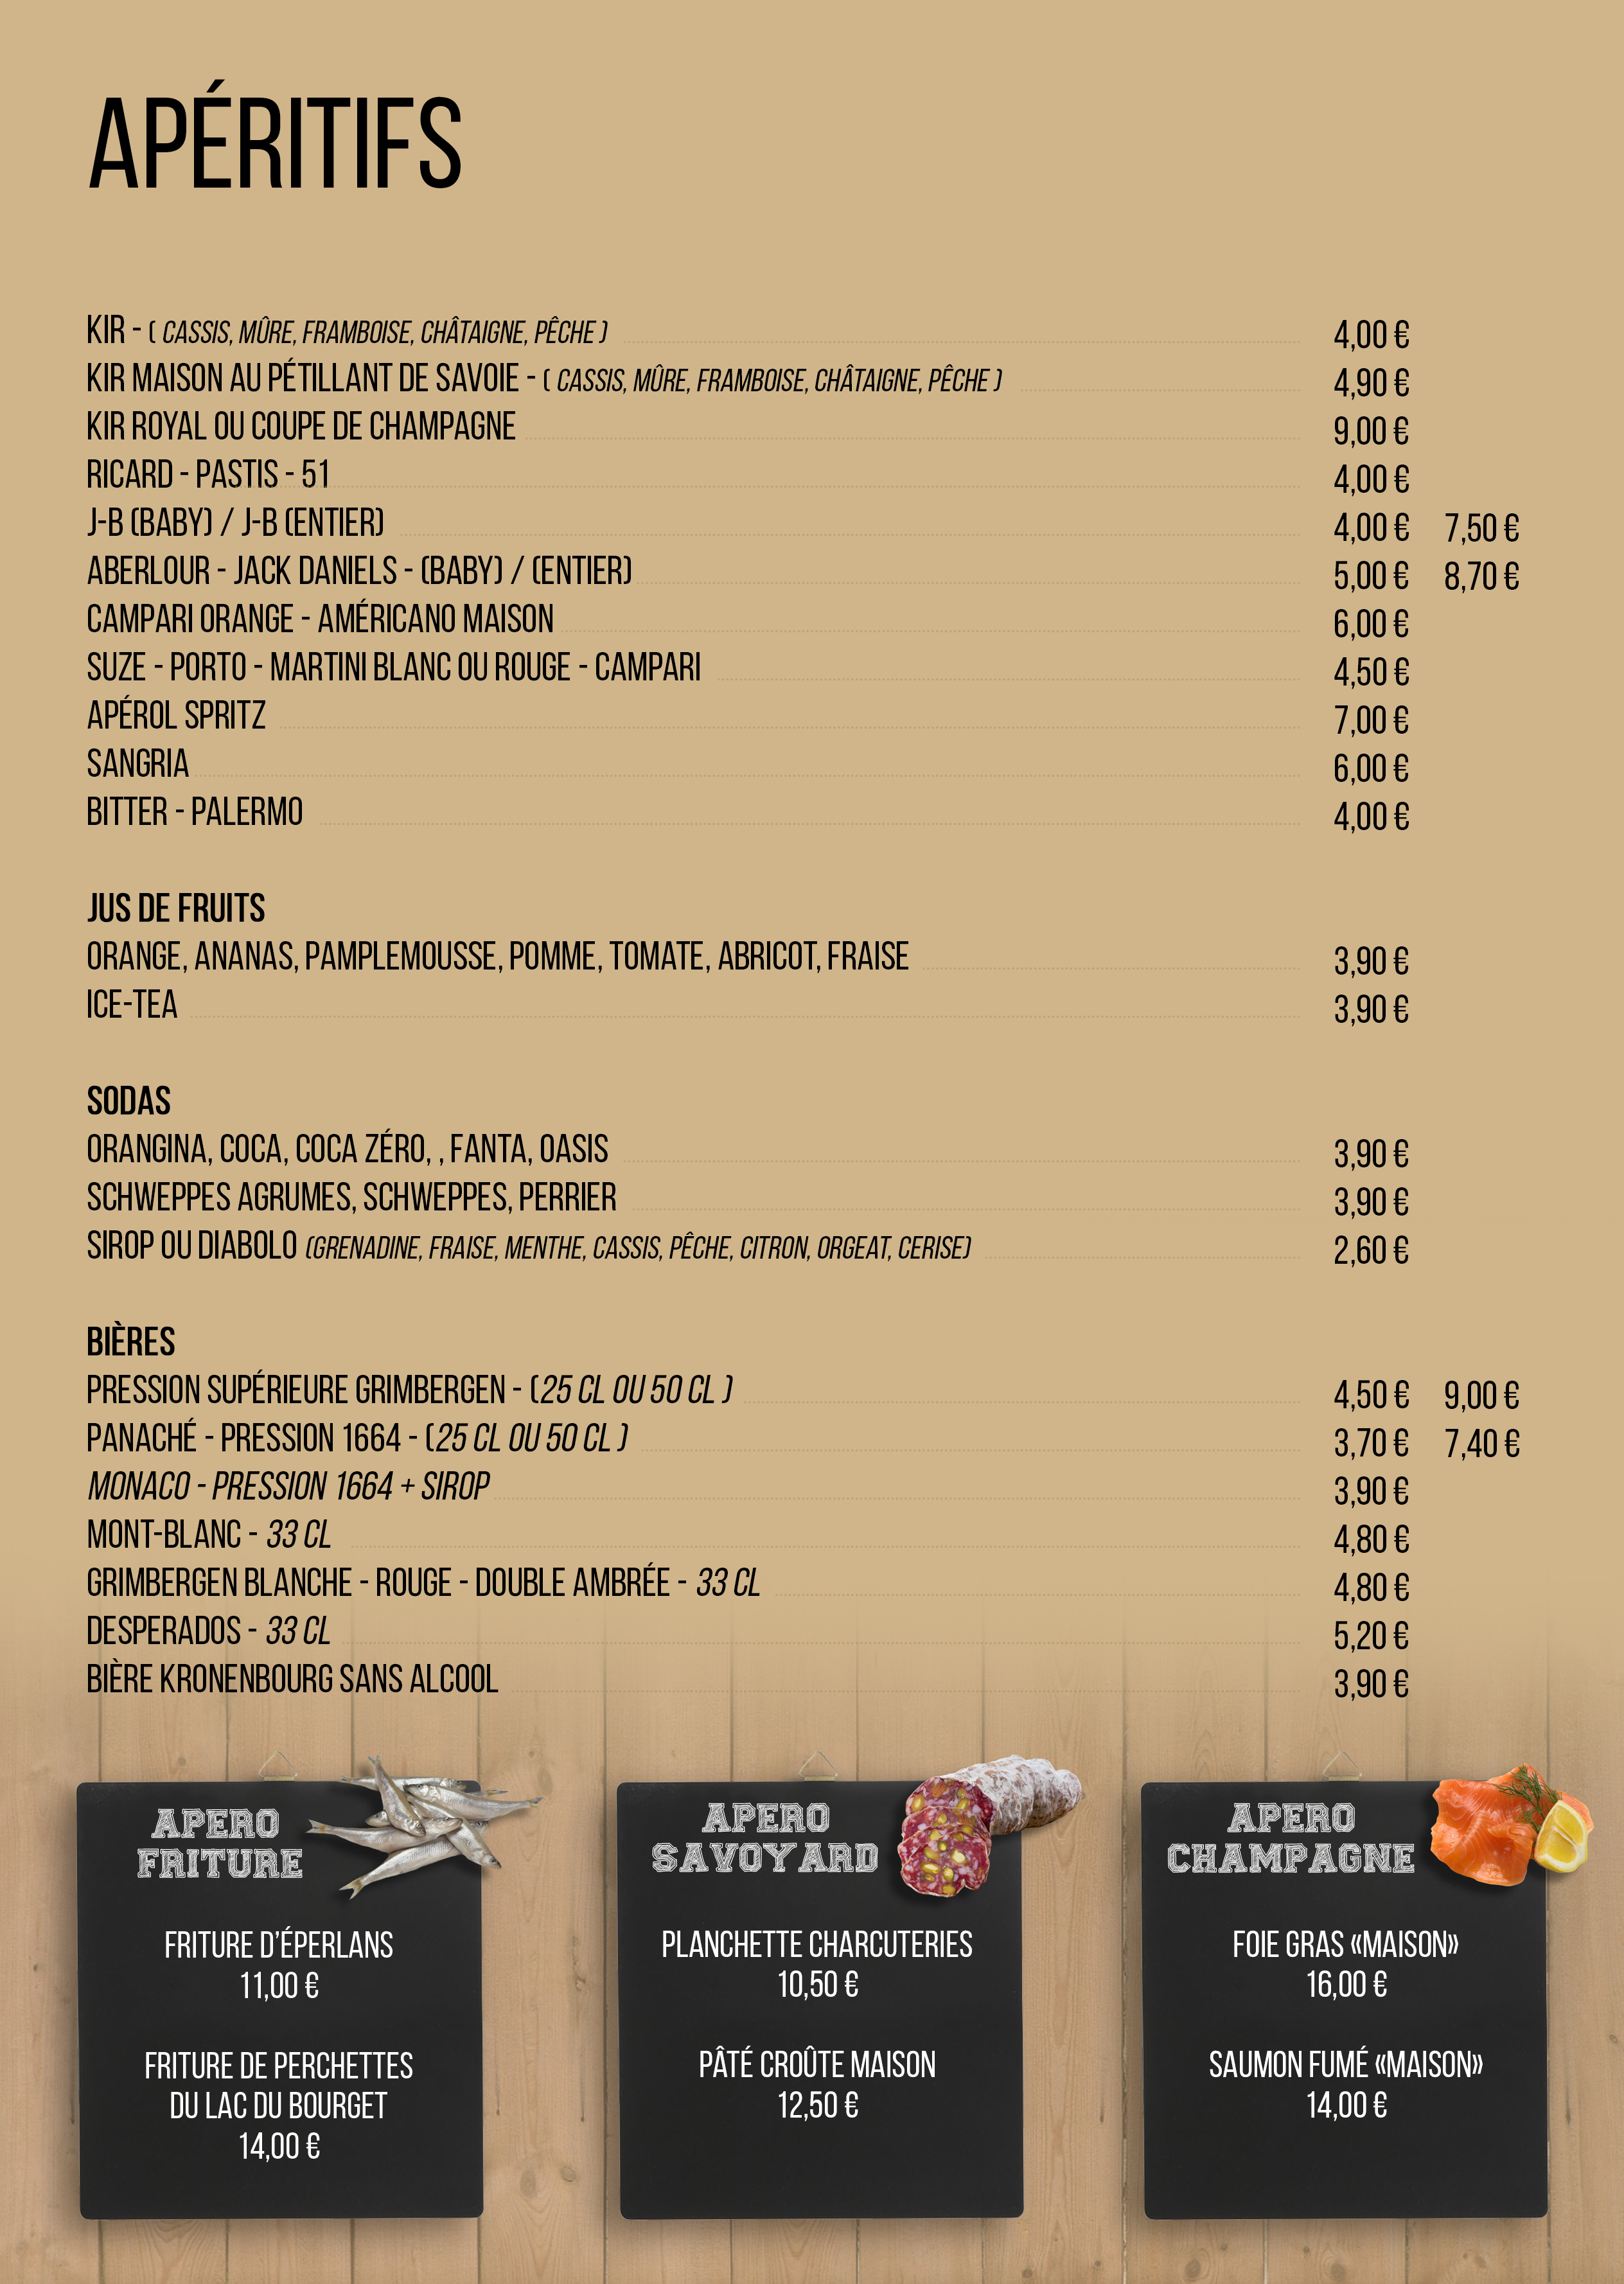 APÉRITIFS
KIR - ( CASSIS, MÛRE, FRAMBOISE, CHÂTAIGNE, PÊCHE ) 4,00 €
KIR MAISON AU PÉTILLANT DE SAVOIE - ( CASSIS, MÛRE, FRAMBOISE, CHÂTAIGNE, PÊCHE ) 4,90 €
KIR ROYAL OU COUPE DE CHAMPAGNE 9,00 €
RICARD - PASTIS - 51 4,00 €
J-B (BABY) / J-B (ENTIER) 4,00 € 7,50 €
ABERLOUR - JACK DANIELS - (BABY) / (ENTIER) 5,00 € 8,70 €
CAMPARI ORANGE - AMÉRICANO MAISON 6,00 €
SUZE - PORTO - MARTINI BLANC OU ROUGE - CAMPARI 4,50 €
APÉROL SPRITZ 7,00 €
SANGRIA 6,00 €
BITTER - PALERMO 4,00 €
JUS DE FRUITS
ORANGE, ANANAS, PAMPLEMOUSSE, POMME, TOMATE, ABRICOT, FRAISE 3,90 €
ICE-TEA 3,90 €
SODAS
ORANGINA, COCA, COCA ZÉRO, , FANTA, OASIS 3,90 €
SCHWEPPES AGRUMES, SCHWEPPES, PERRIER 3,90 €
SIROP OU DIABOLO (GRENADINE, FRAISE, MENTHE, CASSIS, PÊCHE, CITRON, ORGEAT, CERISE) 2,60 €
BIÈRES
PRESSION SUPÉRIEURE GRIMBERGEN - (25 CL OU 50 CL ) 4,50 € 9,00 €
PANACHÉ - PRESSION 1664 - (25 CL OU 50 CL ) 3,70 € 7,40 €
MONACO - PRESSION 1664 + SIROP 3,90 €
MONT-BLANC - 33 CL 4,80 €
GRIMBERGEN BLANCHE - ROUGE - DOUBLE AMBRÉE - 33 CL 4,80 €
DESPERADOS - 33 CL 5,20 €
BIÈRE KRONENBOURG SANS ALCOOL 3,90 €
APERO
FRITURE
FRITURE D'ÉPERLANS
11,00 €
FRITURE DE PERCHETTES
DU LAC DU BOURGET
14,00 €
APERO
SAVOYARD
PLANCHETTE CHARCUTERIES
10,50 €
PÂTÉ CROÛTE MAISON
12,50 €
APERO
CHAMPAGNE
FOIE GRAS «MAISON»
16,00 €
SAUMON FUMÉ «MAISON»
14,00 €